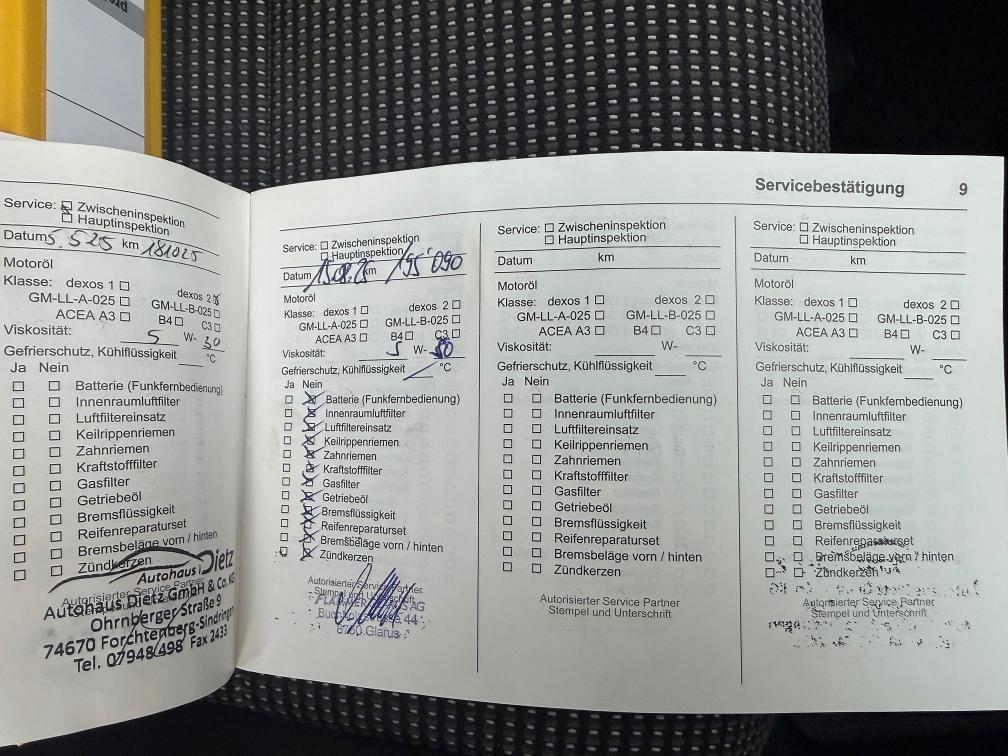 Servicebestätigung 9
Service: Zwischeninspektion
Hauptinspektion
Datum 5.5.25 km 181025
Motoröl
Klasse: dexos 1 dexos 2
GM-LL-A-025 GM-LL-B-025
ACEA A3 B4 C3
Viskosität: 5 W- 30
Gefrierschutz, Kühlflüssigkeit °C
Ja Nein
Batterie (Funkfernbedienung)
Innenraumluftfilter
Luftfiltereinsatz
Keilrippenriemen
Zahnriemen
Kraftstofffilter
Gasfilter
Getriebeöl
Bremsflüssigkeit
Reifenreparaturset
Bremsbeläge vorn / hinten
Zündkerzen
Autorisierter Service Partner
Autohaus Dietz
Autohaus Dietz GmbH & Co. KG
Ohrnberger Straße 9
74670 Forchtenberg-Sindringen
Tel. 07948/498 Fax 2433
Service: Zwischeninspektion
Hauptinspektion
Datum km 195'090
Motoröl
Klasse: dexos 1 dexos 2
GM-LL-A-025 GM-LL-B-025
ACEA A3 B4 C3
Viskosität: 5 W-
Gefrierschutz, Kühlflüssigkeit °C
Ja Nein
Batterie (Funkfernbedienung)
Innenraumluftfilter
Luftfiltereinsatz
Keilrippenriemen
Zahnriemen
Kraftstofffilter
Gasfilter
Getriebeöl
Bremsflüssigkeit
Reifenreparaturset
Bremsbeläge vorn / hinten
Zündkerzen
Autorisierter Service Partner
Stempel und Unterschrift
AG
44
Glarus
Service: Zwischeninspektion
Hauptinspektion
Datum km
Motoröl
Klasse: dexos 1 dexos 2
GM-LL-A-025 GM-LL-B-025
ACEA A3 B4 C3
Viskosität: W-
Gefrierschutz, Kühlflüssigkeit °C
Ja Nein
Batterie (Funkfernbedienung)
Innenraumluftfilter
Luftfiltereinsatz
Keilrippenriemen
Zahnriemen
Kraftstofffilter
Gasfilter
Getriebeöl
Bremsflüssigkeit
Reifenreparaturset
Bremsbeläge vorn / hinten
Zündkerzen
Autorisierter Service Partner
Stempel und Unterschrift
Service: Zwischeninspektion
Hauptinspektion
Datum km
Motoröl
Klasse: dexos 1 dexos 2
GM-LL-A-025 GM-LL-B-025
ACEA A3 B4 C3
Viskosität: W-
Gefrierschutz, Kühlflüssigkeit °C
Ja Nein
Batterie (Funkfernbedienung)
Innenraumluftfilter
Luftfiltereinsatz
Keilrippenriemen
Zahnriemen
Kraftstofffilter
Gasfilter
Getriebeöl
Bremsflüssigkeit
Reifenreparaturset
Bremsbeläge vorn / hinten
Zündkerzen
Autorisierter Service Partner
Stempel und Unterschrift